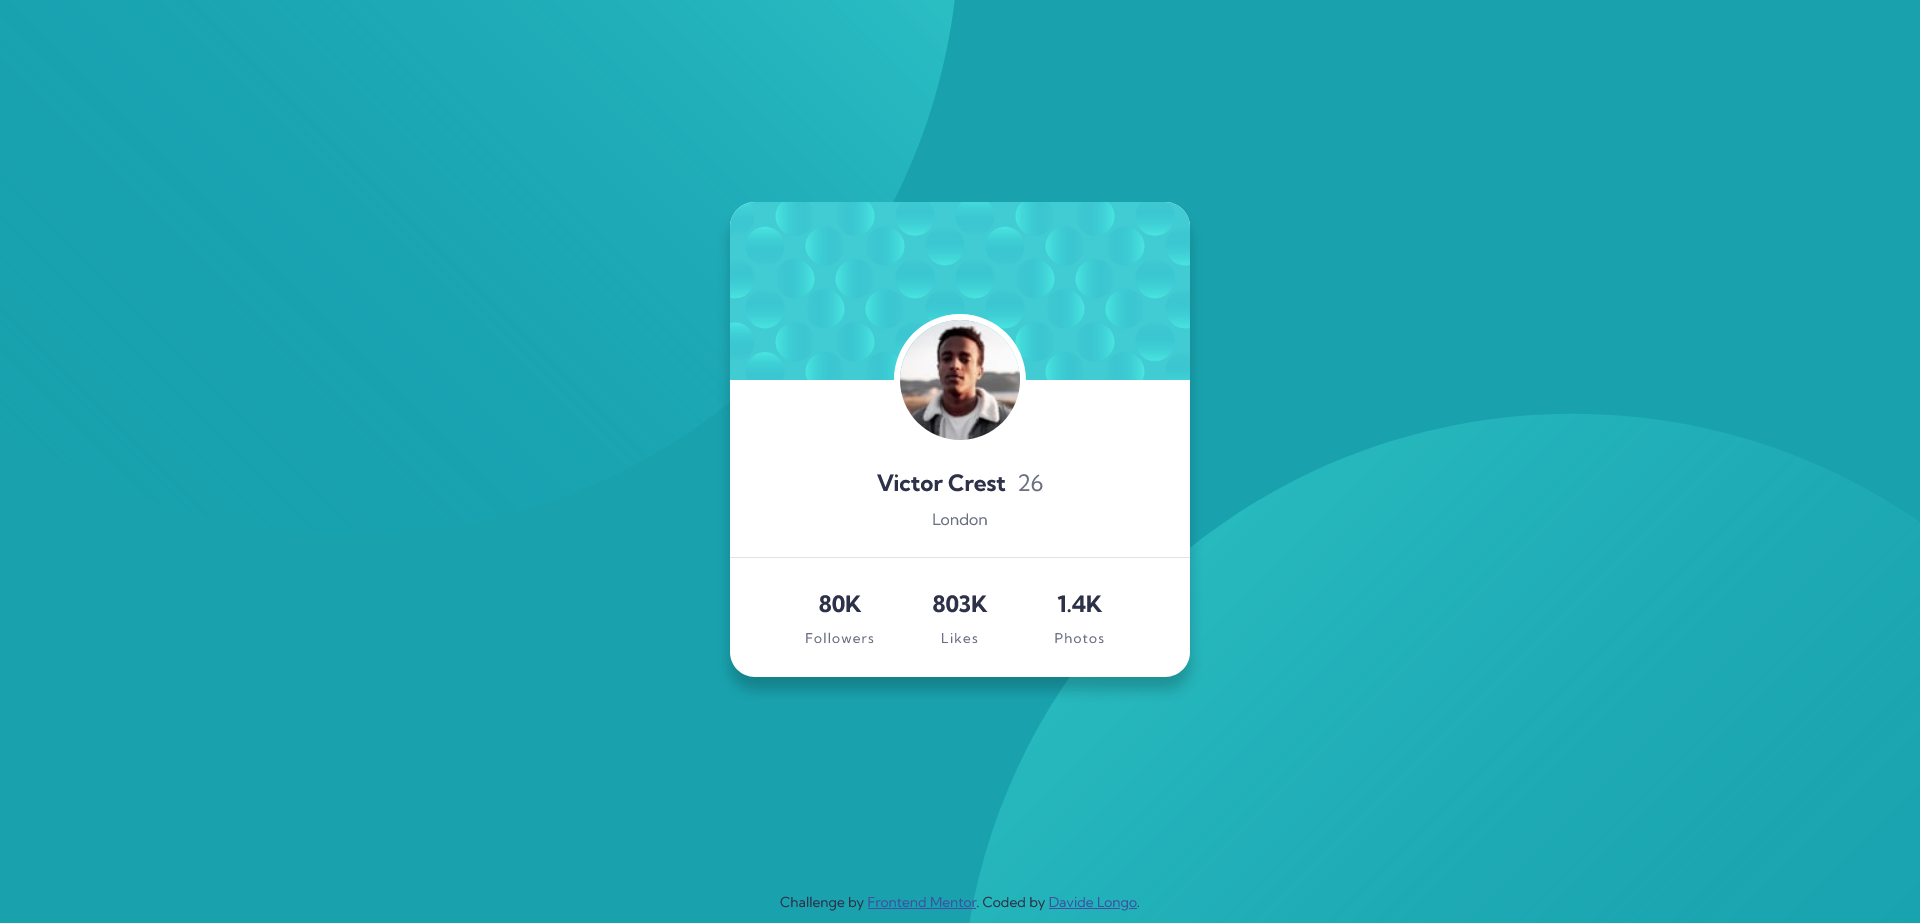 Victor Crest 26
London
80K 803K 1.4K
Followers Likes Photos
Challenge by Frontend Mentor. Coded by Davide Longo.